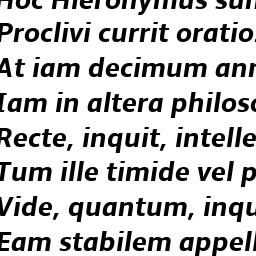 Hoc Hieronymus sum
Proclivi currit oratio.
At iam decimum ann
Iam in altera philoso
Recte, inquit, intelle
Tum ille timide vel p
Vide, quantum, inqu
Eam stabilem appell